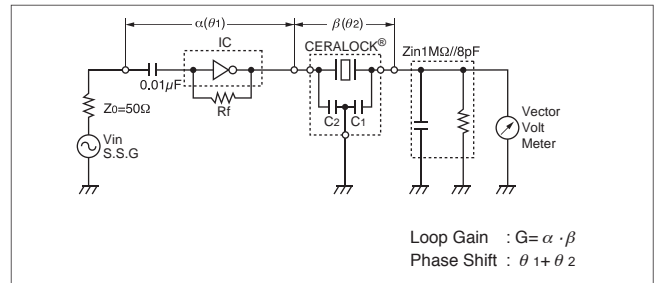 α(θ1) β(θ2)
IC CERALOCK® Zin1MΩ//8pF
0.01µF
Z0=50Ω Rf
C2 C1
Vin
S.S.G
Vector
Volt
Meter
Loop Gain : G= α · β
Phase Shift : θ 1+ θ 2